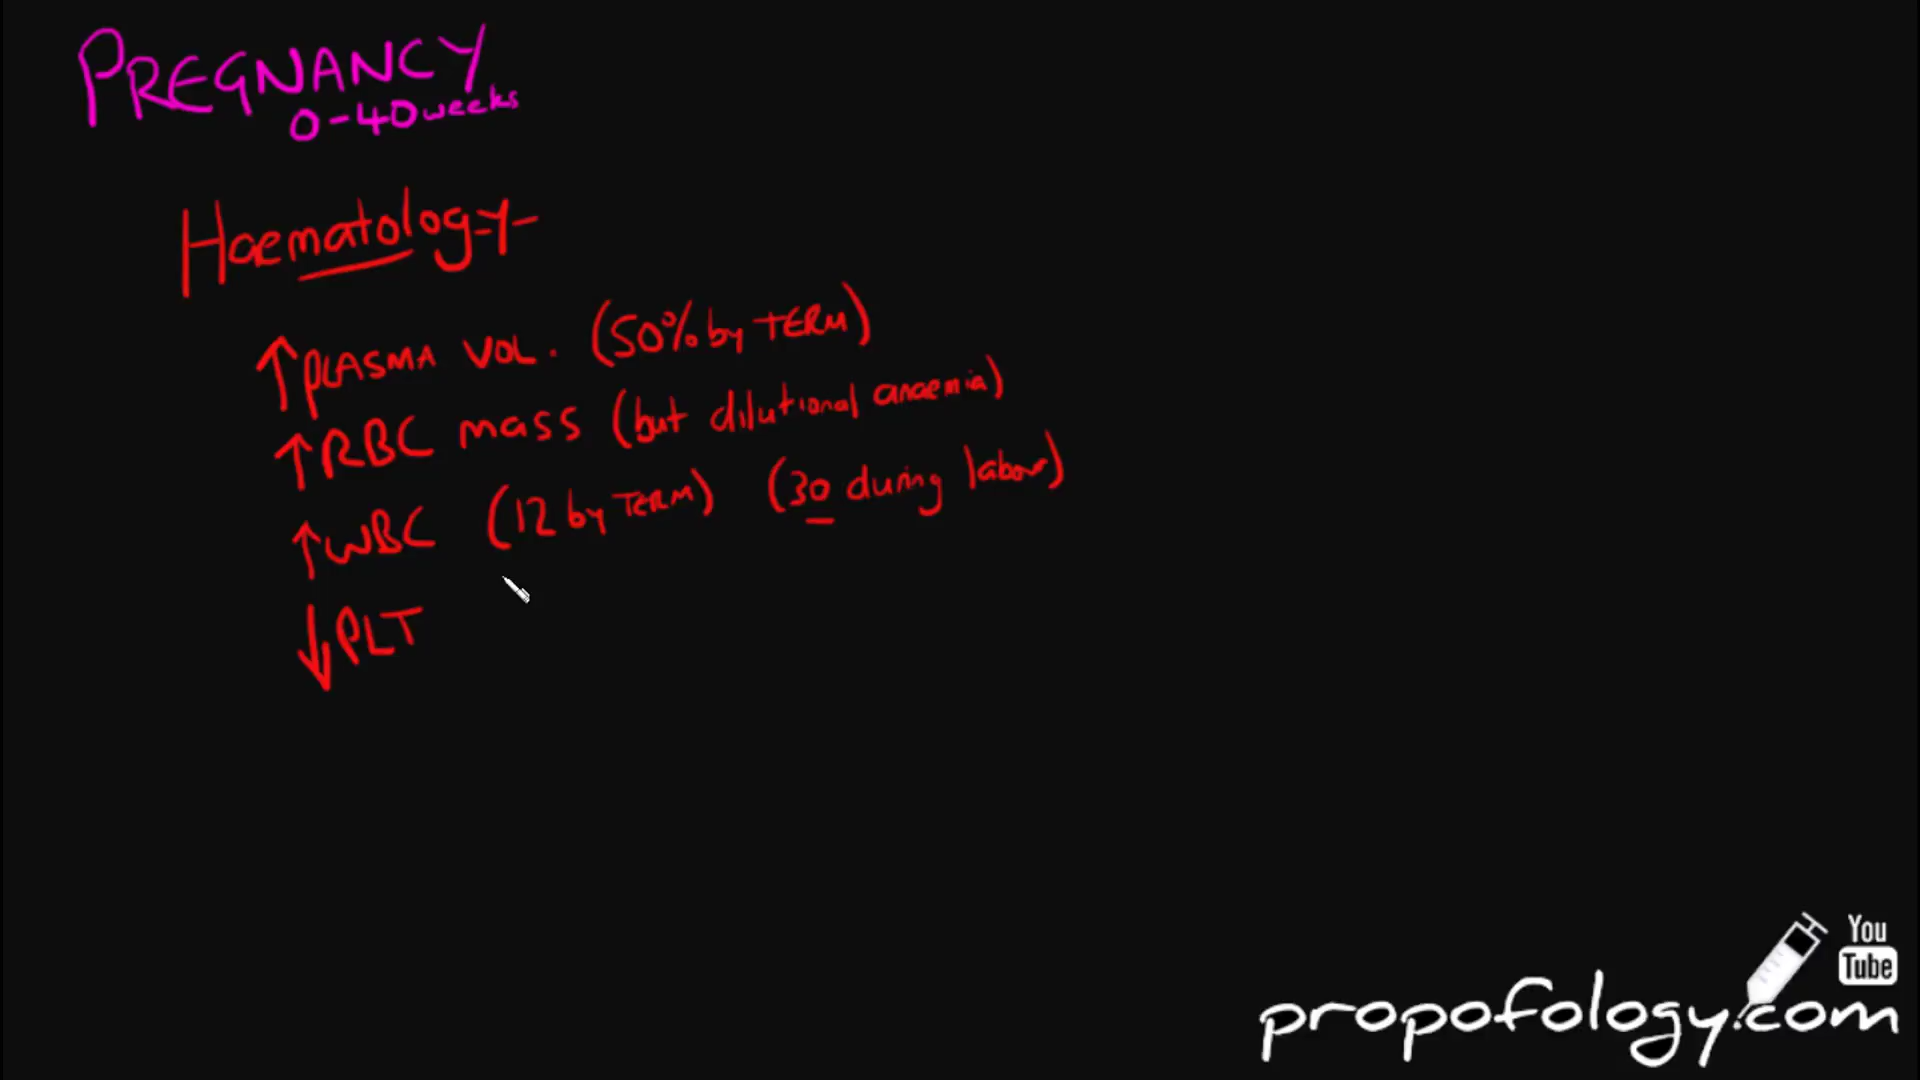 PREGNANCY
0-40weeks
Haematology
↑ PLASMA VOL. (50% by TERM)
↑ RBC mass (but dilutional anaemia)
↑ WBC (12 by TERM) (30 during labour)
↓ PLT
You
Tube
propofology.com